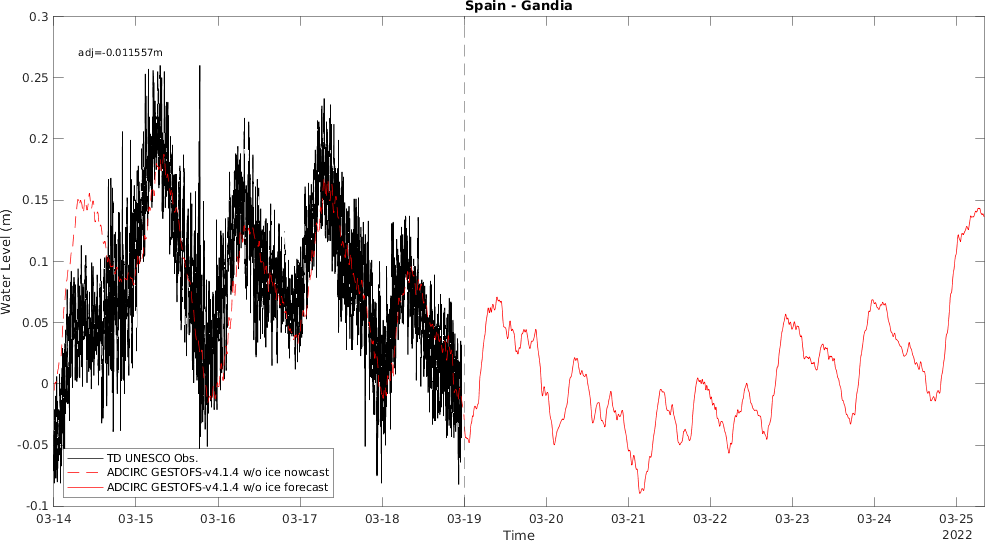 Spain - Gandia
adj=-0.011557m
0.3
0.25
0.2
0.15
0.1
0.05
0
-0.05
-0.1
Water Level (m)
TD UNESCO Obs.
ADCIRC GESTOFS-v4.1.4 w/o ice nowcast
ADCIRC GESTOFS-v4.1.4 w/o ice forecast
03-14 03-15 03-16 03-17 03-18 03-19 03-20 03-21 03-22 03-23 03-24 03-25
Time
2022